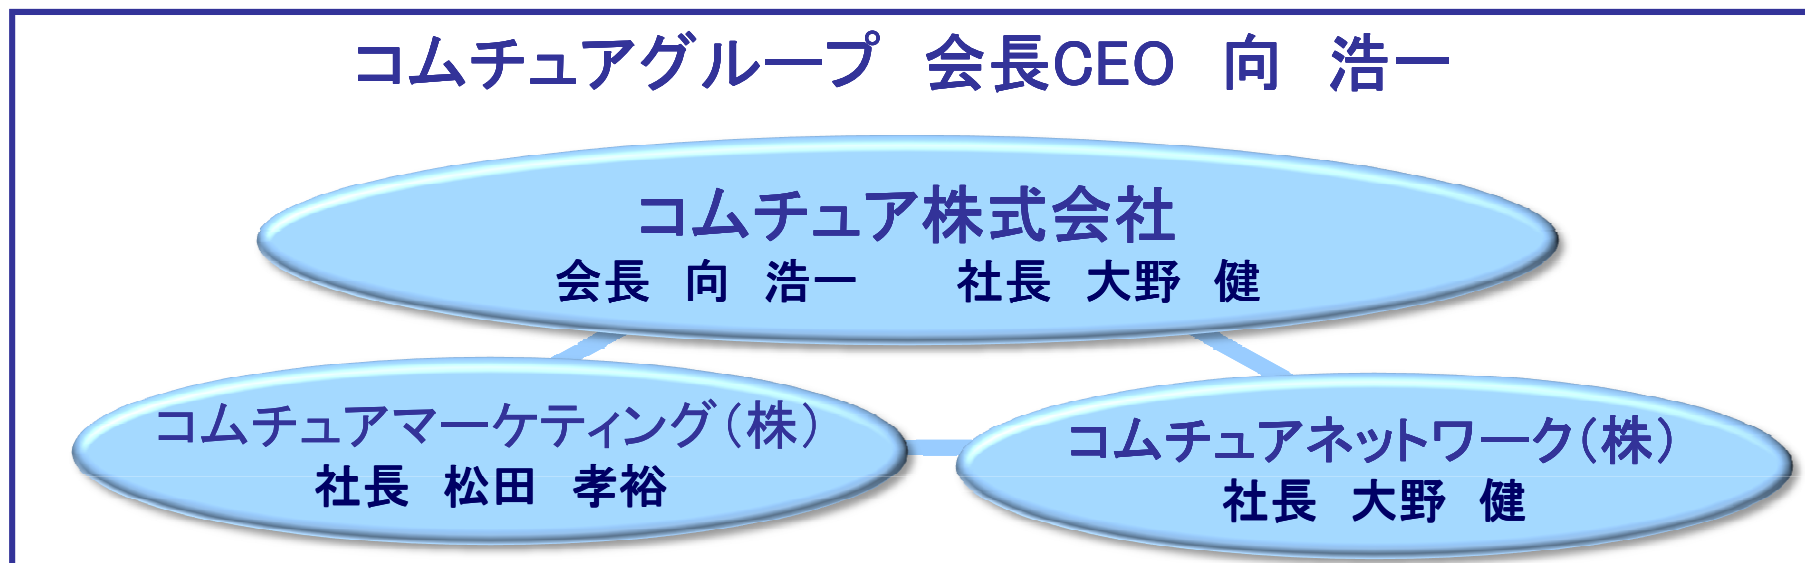 コムチュアグループ　会長CEO　向　浩一
コムチュア株式会社
会長　向　浩一　　社長　大野　健
コムチュアマーケティング（株）
社長　松田　孝裕
コムチュアネットワーク（株）
社長　大野　健